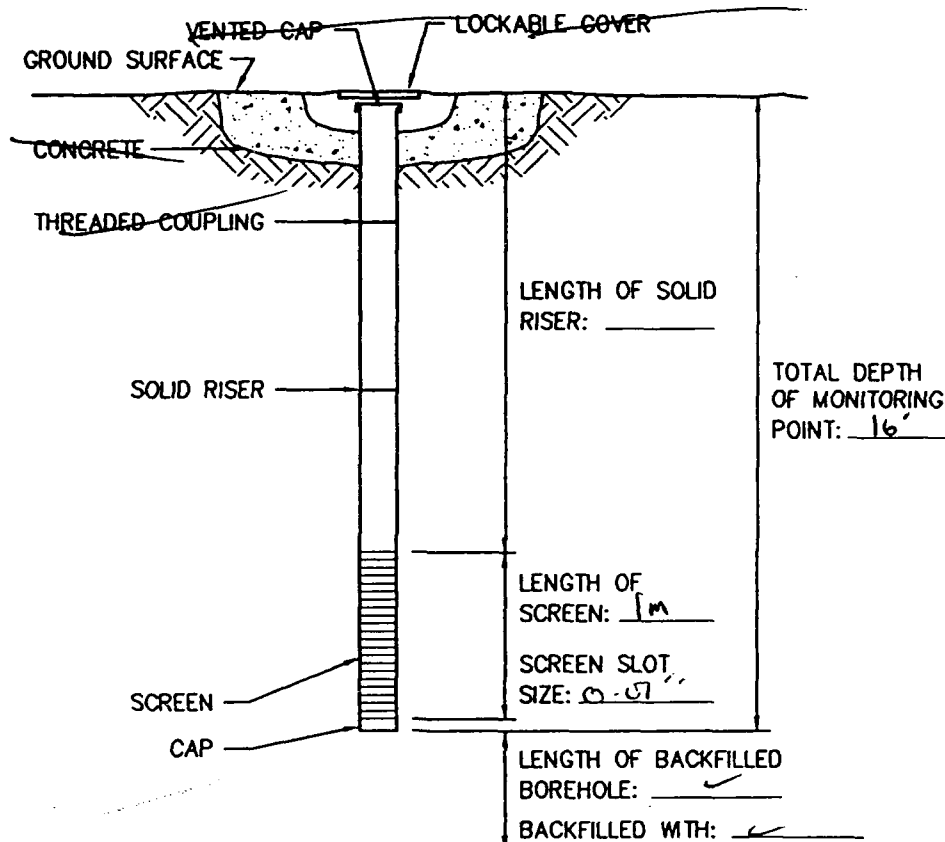 VENTED CAP
LOCKABLE COVER
GROUND SURFACE
CONCRETE
THREADED COUPLING
LENGTH OF SOLID
RISER:
SOLID RISER
TOTAL DEPTH
OF MONITORING
POINT: 16'
LENGTH OF
SCREEN: 1m
SCREEN SLOT
SIZE:
SCREEN
CAP
LENGTH OF BACKFILLED
BOREHOLE: ✓
BACKFILLED WITH: ✓